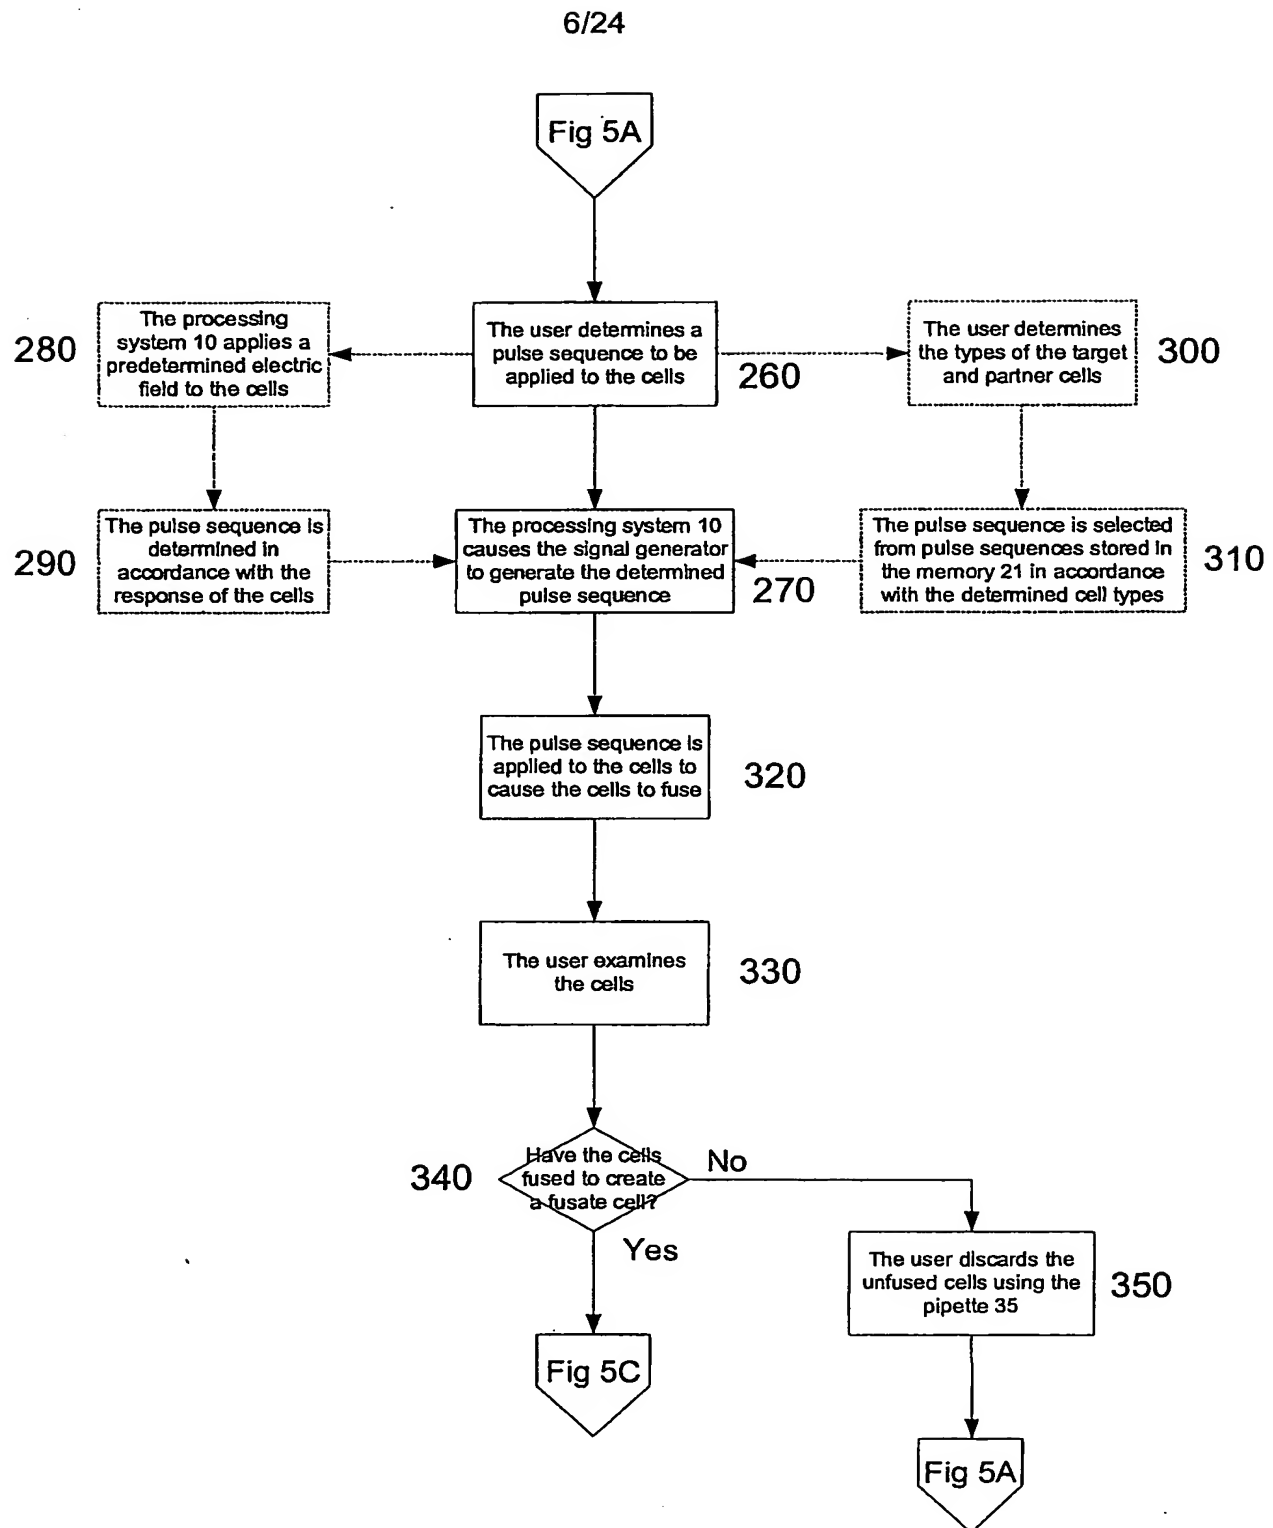 6/24
Fig 5A
280
The processing
system 10 applies a
predetermined electric
field to the cells
The user determines a
pulse sequence to be
applied to the cells
260
The user determines
the types of the target
and partner cells
300
290
The pulse sequence is
determined in
accordance with the
response of the cells
The processing system 10
causes the signal generator
to generate the determined
pulse sequence
270
The pulse sequence is selected
from pulse sequences stored in
the memory 21 in accordance
with the determined cell types
310
The pulse sequence is
applied to the cells to
cause the cells to fuse
320
The user examines
the cells
330
340
Have the cells
fused to create
a fusate cell?
No
Yes
The user discards the
unfused cells using the
pipette 35
350
Fig 5C
Fig 5A